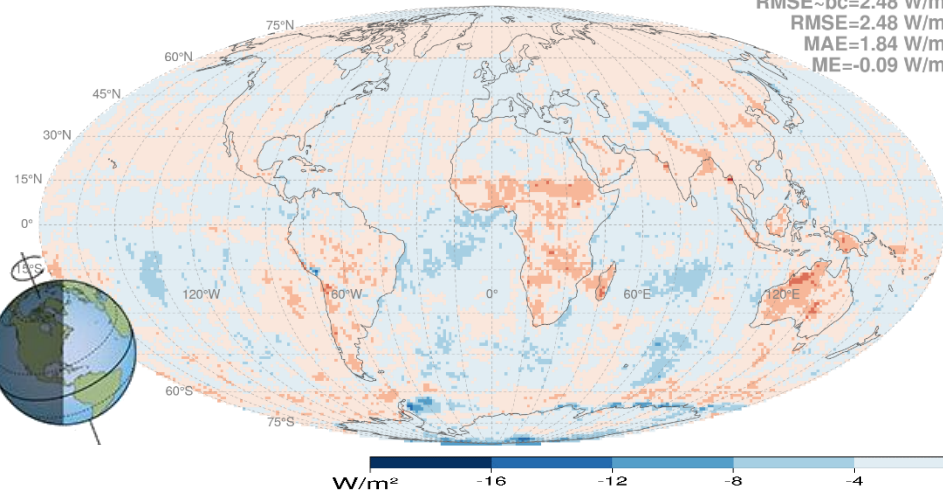 RMSE~bc=2.48 W/m
RMSE=2.48 W/m
MAE=1.84 W/m
ME=-0.09 W/m
75°N
60°N
45°N
30°N
15°N
0°
15°S
120°W 60°W 0° 60°E 120°E
60°S
75°S
W/m² -16 -12 -8 -4